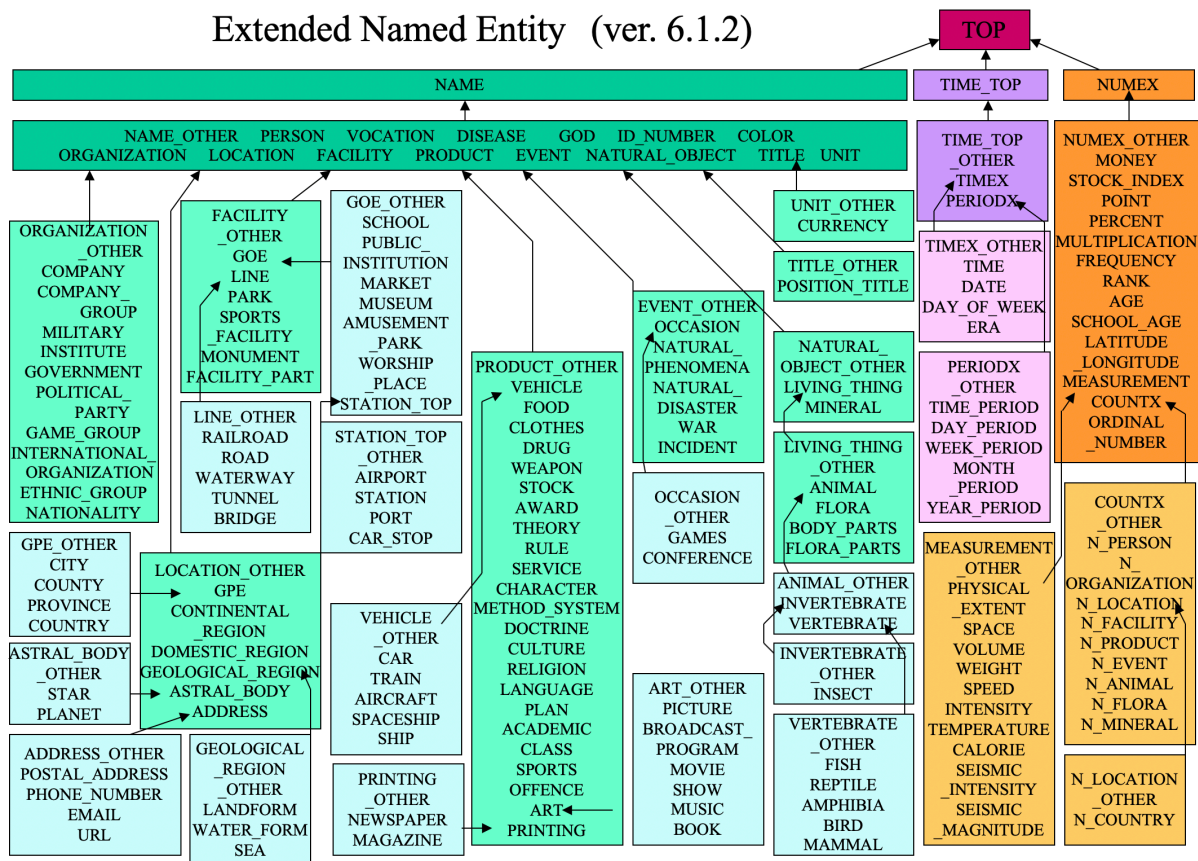 Extended Named Entity (ver. 6.1.2)
TOP
NAME
TIME_TOP
NUMEX
NAME_OTHER PERSON VOCATION DISEASE GOD ID_NUMBER COLOR
ORGANIZATION LOCATION FACILITY PRODUCT EVENT NATURAL_OBJECT TITLE UNIT
TIME_TOP
_OTHER
TIMEX
PERIODX
NUMEX_OTHER
MONEY
STOCK_INDEX
POINT
PERCENT
MULTIPLICATION
FREQUENCY
RANK
AGE
SCHOOL_AGE
LATITUDE
_LONGITUDE
MEASUREMENT
COUNTX
ORDINAL
_NUMBER
ORGANIZATION
_OTHER
COMPANY
COMPANY_
GROUP
MILITARY
INSTITUTE
GOVERNMENT
POLITICAL_
PARTY
GAME_GROUP
INTERNATIONAL_
ORGANIZATION
ETHNIC_GROUP
NATIONALITY
FACILITY
_OTHER
GOE
LINE
PARK
SPORTS
_FACILITY
MONUMENT
FACILITY_PART
GOE_OTHER
SCHOOL
PUBLIC_
INSTITUTION
MARKET
MUSEUM
AMUSEMENT
_PARK
WORSHIP
_PLACE
STATION_TOP
UNIT_OTHER
CURRENCY
TITLE_OTHER
POSITION_TITLE
TIMEX_OTHER
TIME
DATE
DAY_OF_WEEK
ERA
EVENT_OTHER
OCCASION
NATURAL_
PHENOMENA
NATURAL_
DISASTER
WAR
INCIDENT
NATURAL_
OBJECT_OTHER
LIVING_THING
MINERAL
PERIODX
_OTHER
TIME_PERIOD
DAY_PERIOD
WEEK_PERIOD
MONTH
_PERIOD
YEAR_PERIOD
PRODUCT_OTHER
VEHICLE
FOOD
CLOTHES
DRUG
WEAPON
STOCK
AWARD
THEORY
RULE
SERVICE
CHARACTER
METHOD_SYSTEM
DOCTRINE
CULTURE
RELIGION
LANGUAGE
PLAN
ACADEMIC
CLASS
SPORTS
OFFENCE
ART
PRINTING
LINE_OTHER
RAILROAD
ROAD
WATERWAY
TUNNEL
BRIDGE
STATION_TOP
_OTHER
AIRPORT
STATION
PORT
CAR_STOP
LIVING_THING
_OTHER
ANIMAL
FLORA
BODY_PARTS
FLORA_PARTS
OCCASION
_OTHER
GAMES
CONFERENCE
COUNTX
_OTHER
N_PERSON
N_
ORGANIZATION
N_LOCATION
N_FACILITY
N_PRODUCT
N_EVENT
N_ANIMAL
N_FLORA
N_MINERAL
GPE_OTHER
CITY
COUNTY
PROVINCE
COUNTRY
LOCATION_OTHER
GPE
CONTINENTAL
_REGION
DOMESTIC_REGION
GEOLOGICAL_REGION
ASTRAL_BODY
ADDRESS
MEASUREMENT
_OTHER
PHYSICAL
_EXTENT
SPACE
VOLUME
WEIGHT
SPEED
INTENSITY
TEMPERATURE
CALORIE
SEISMIC
_INTENSITY
SEISMIC
_MAGNITUDE
ANIMAL_OTHER
INVERTEBRATE
VERTEBRATE
VEHICLE
_OTHER
CAR
TRAIN
AIRCRAFT
SPACESHIP
SHIP
ASTRAL_BODY
_OTHER
STAR
PLANET
INVERTEBRATE
_OTHER
INSECT
ART_OTHER
PICTURE
BROADCAST_
PROGRAM
MOVIE
SHOW
MUSIC
BOOK
VERTEBRATE
_OTHER
FISH
REPTILE
AMPHIBIA
BIRD
MAMMAL
ADDRESS_OTHER
POSTAL_ADDRESS
PHONE_NUMBER
EMAIL
URL
GEOLOGICAL
_REGION
_OTHER
LANDFORM
WATER_FORM
SEA
PRINTING
_OTHER
NEWSPAPER
MAGAZINE
N_LOCATION
_OTHER
N_COUNTRY